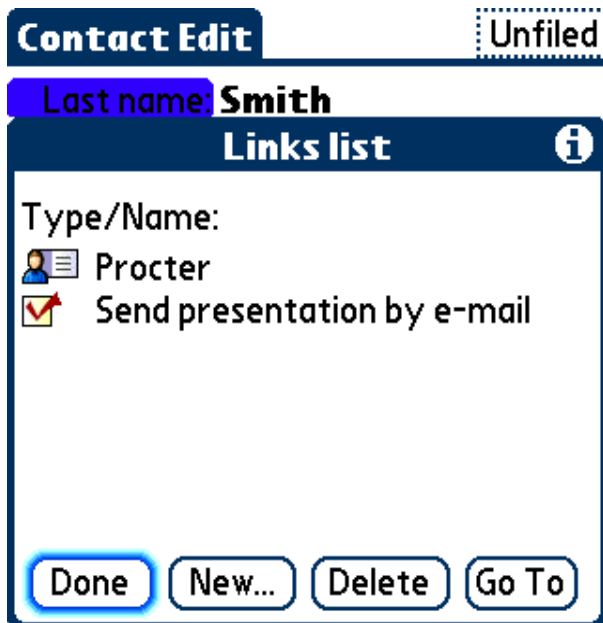 Contact Edit Unfiled
Last name: Smith
Links list
Type/Name:
Procter
Send presentation by e-mail
Done New... Delete Go To